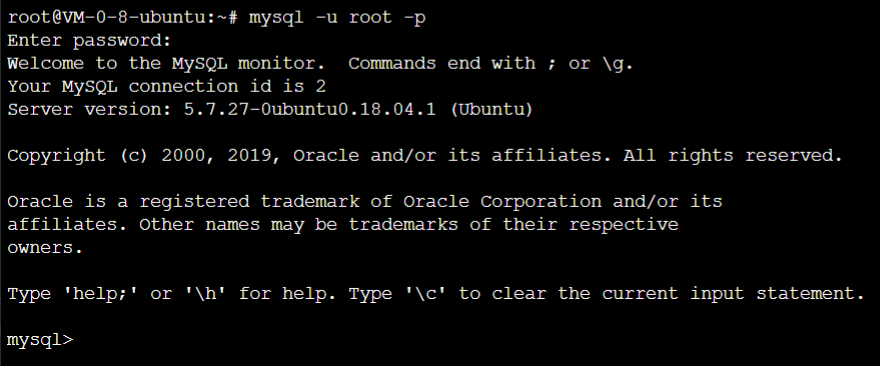 root@VM-0-8-ubuntu:~# mysql -u root -p
Enter password:
Welcome to the MySQL monitor.  Commands end with ; or \g.
Your MySQL connection id is 2
Server version: 5.7.27-0ubuntu0.18.04.1 (Ubuntu)

Copyright (c) 2000, 2019, Oracle and/or its affiliates. All rights reserved.

Oracle is a registered trademark of Oracle Corporation and/or its
affiliates. Other names may be trademarks of their respective
owners.

Type 'help;' or '\h' for help. Type '\c' to clear the current input statement.

mysql>